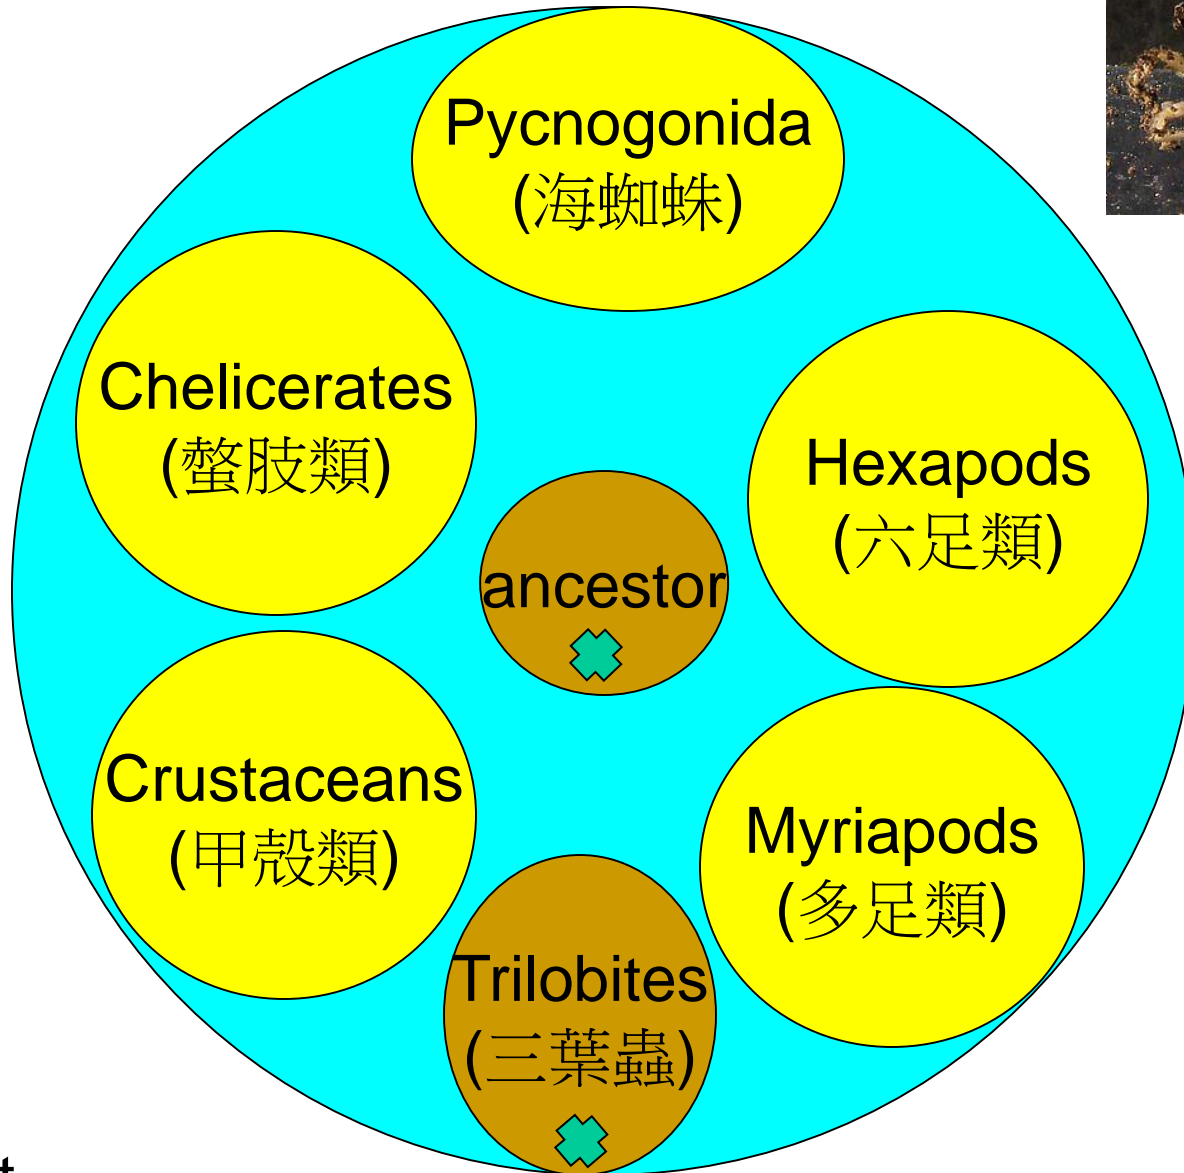 Pycnogonida
(海蜘蛛)
Chelicerates
(螯肢類)
Hexapods
(六足類)
ancestor
Crustaceans
(甲殼類)
Myriapods
(多足類)
Trilobites
(三葉蟲)